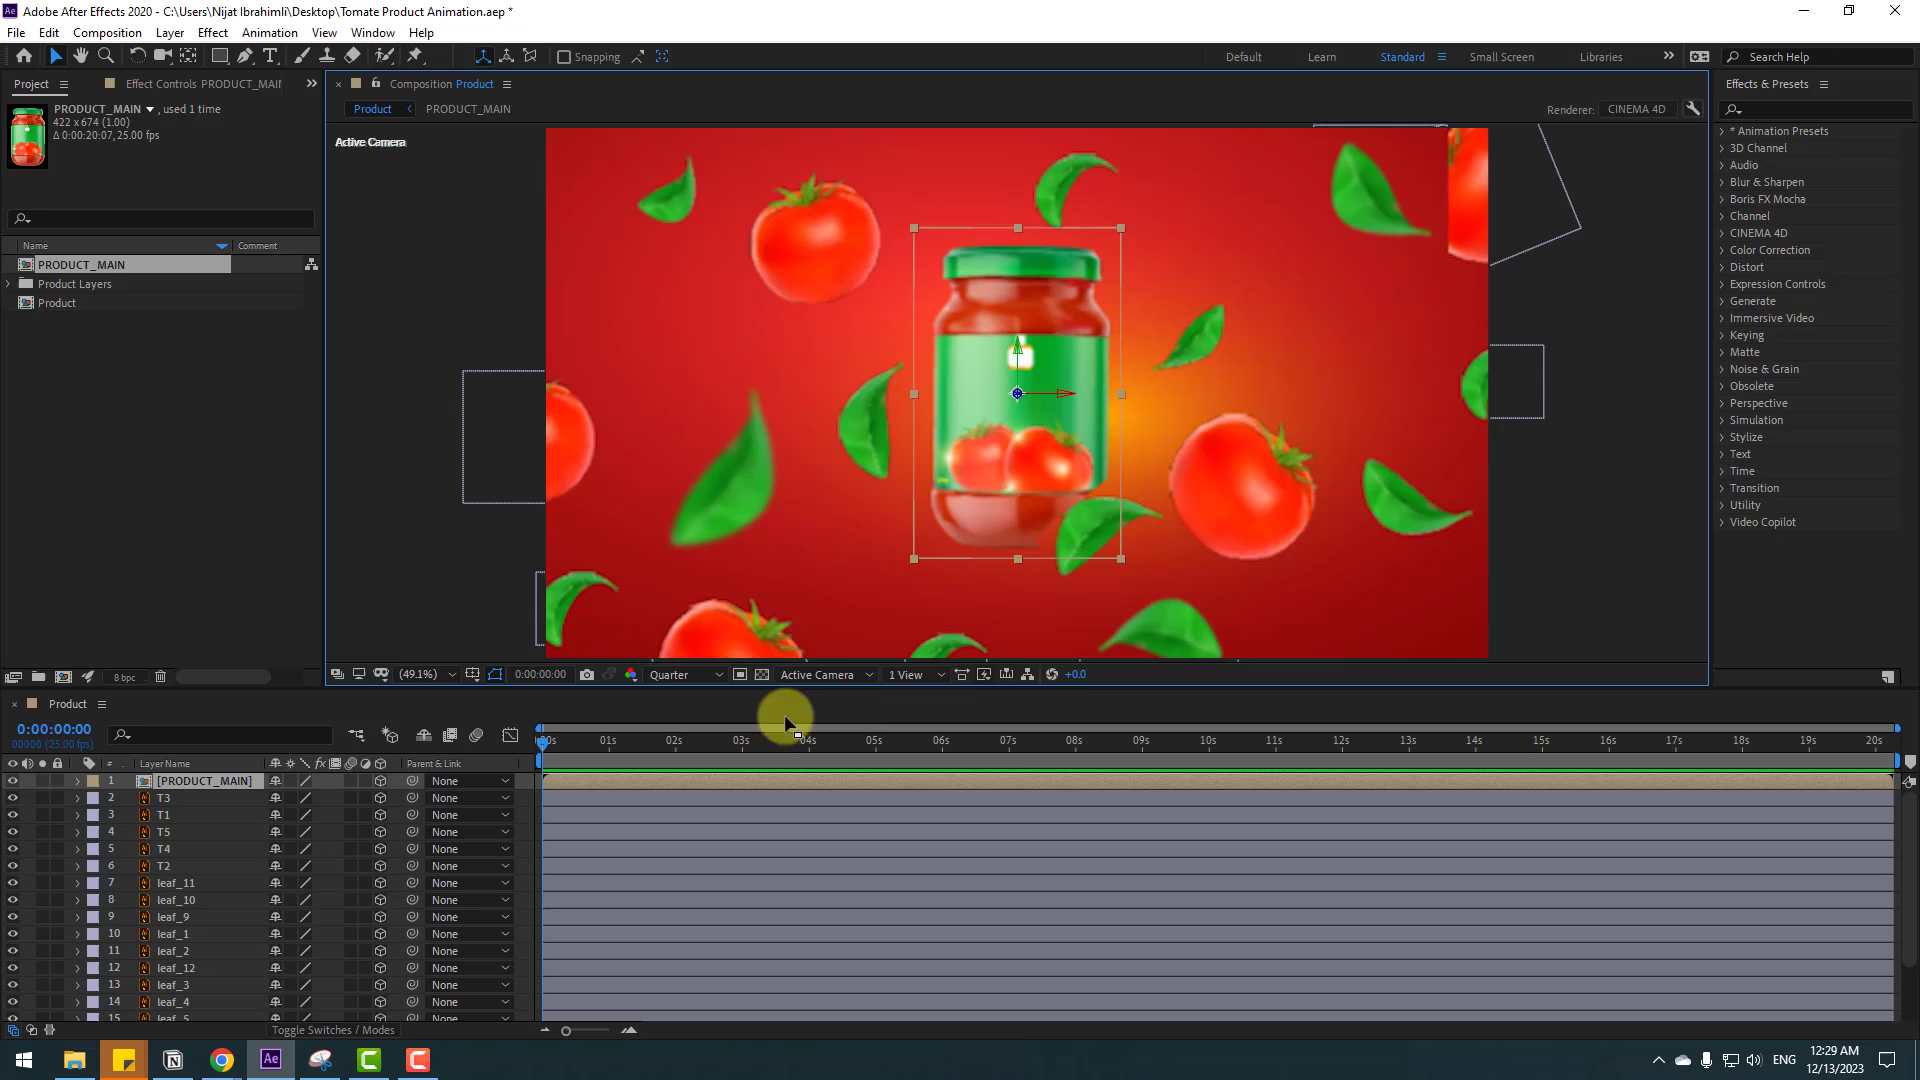 Adobe After Effects 2020 - C:\Users\Nijat Ibrahimli\Desktop\Tomate Product Animation.aep *
File Edit Composition Layer Effect Animation View Window Help
Snapping
Default Learn Standard Small Screen Libraries
Search Help
Project Effect Controls PRODUCT_MAI
PRODUCT_MAIN , used 1 time
422 x 674 (1.00)
Δ 0:00:20:07, 25.00 fps
Name Comment
PRODUCT_MAIN
Product Layers
Product
8 bpc
Composition Product
Product PRODUCT_MAIN
Renderer: CINEMA 4D
Active Camera
(49.1%) 0:00:00:00 Quarter Active Camera 1 View +0.0
Effects & Presets
* Animation Presets
3D Channel
Audio
Blur & Sharpen
Boris FX Mocha
Channel
CINEMA 4D
Color Correction
Distort
Expression Controls
Generate
Immersive Video
Keying
Matte
Noise & Grain
Obsolete
Perspective
Simulation
Stylize
Text
Time
Transition
Utility
Video Copilot
Product
0:00:00:00
00000 (25.00 fps)
00s 01s 02s 03s 04s 05s 06s 07s 08s 09s 10s 11s 12s 13s 14s 15s 16s 17s 18s 19s 20s
# Layer Name fx Parent & Link
1 [PRODUCT_MAIN] None
2 T3 None
3 T1 None
4 T5 None
5 T4 None
6 T2 None
7 leaf_11 None
8 leaf_10 None
9 leaf_9 None
10 leaf_1 None
11 leaf_2 None
12 leaf_12 None
13 leaf_3 None
14 leaf_4 None
15 leaf_5 None
Toggle Switches / Modes
Ae
ENG
12:29 AM
12/13/2023